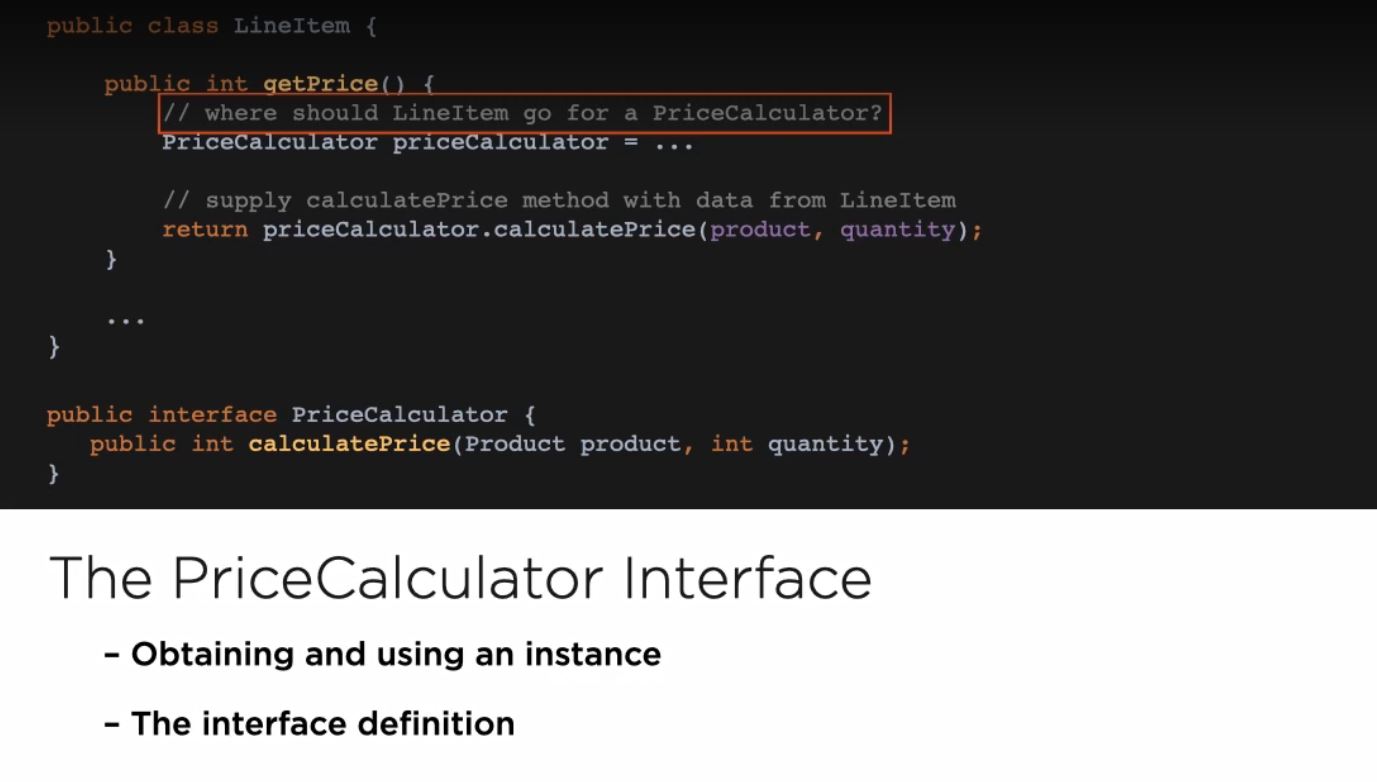 public class LineItem {
public int getPrice() {
// where should LineItem go for a PriceCalculator?
PriceCalculator priceCalculator = ...
// supply calculatePrice method with data from LineItem
return priceCalculator.calculatePrice(product, quantity);
}
...
}
public interface PriceCalculator {
public int calculatePrice(Product product, int quantity);
}
The PriceCalculator Interface
– Obtaining and using an instance
– The interface definition